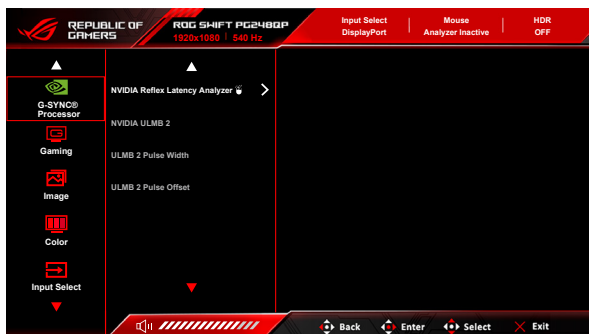 REPUBLIC OF
GAMERS
ROG SWIFT PG248QP
1920x1080 | 540 Hz
Input Select
DisplayPort
Mouse
Analyzer Inactive
HDR
OFF
G-SYNC®
Processor
Gaming
Image
Color
Input Select
NVIDIA Reflex Latency Analyzer
NVIDIA ULMB 2
ULMB 2 Pulse Width
ULMB 2 Pulse Offset
Back
Enter
Select
Exit